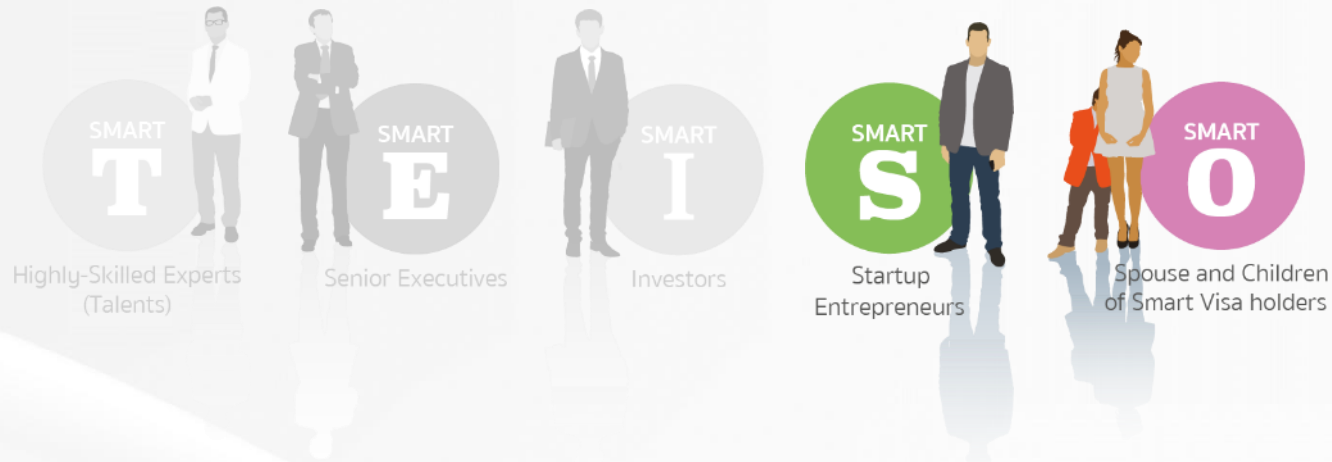 SMART
T
Highly-Skilled Experts
(Talents)
SMART
E
Senior Executives
SMART
I
Investors
SMART
S
Startup
Entrepreneurs
SMART
O
Spouse and Children
of Smart Visa holders